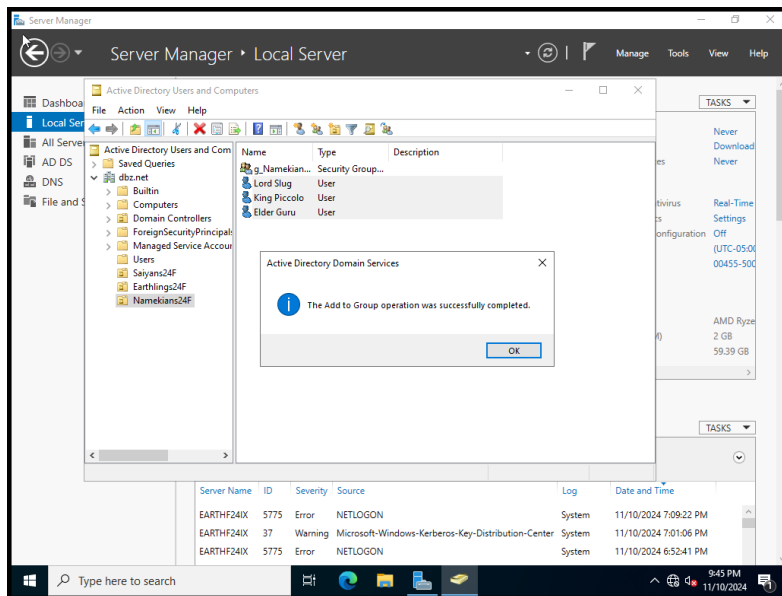 Server Manager
Server Manager ‣ Local Server
Manage Tools View Help
Dashboa
Local Ser
All Server
AD DS
DNS
File and S
Active Directory Users and Computers
File Action View Help
Active Directory Users and Com
Saved Queries
dbz.net
Builtin
Computers
Domain Controllers
ForeignSecurityPrincipals
Managed Service Accour
Users
Saiyans24F
Earthlings24F
Namekians24F
Name Type Description
g_Namekian... Security Group...
Lord Slug User
King Piccolo User
Elder Guru User
Active Directory Domain Services
The Add to Group operation was successfully completed.
OK
TASKS
Never
Download
es Never
tivirus Real-Time
cs Settings
onfiguration Off
(UTC-05:00
00455-500
AMD Ryze
M) 2 GB
59.39 GB
TASKS
Server Name ID Severity Source Log Date and Time
EARTHF24IX 5775 Error NETLOGON System 11/10/2024 7:09:22 PM
EARTHF24IX 37 Warning Microsoft-Windows-Kerberos-Key-Distribution-Center System 11/10/2024 7:01:06 PM
EARTHF24IX 5775 Error NETLOGON System 11/10/2024 6:52:41 PM
Type here to search
9:45 PM
11/10/2024
1